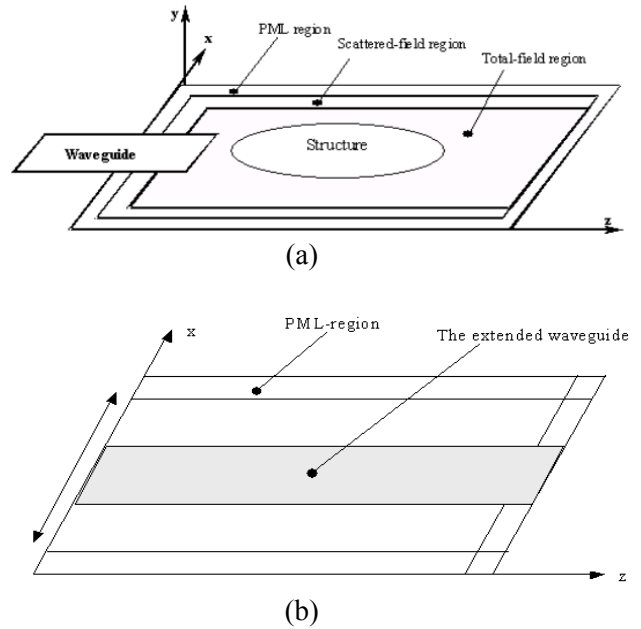 y
x
PML region
Scattered-field region
Total-field region
Waveguide
Structure
z
(a)
x
PML-region
The extended waveguide
z
(b)